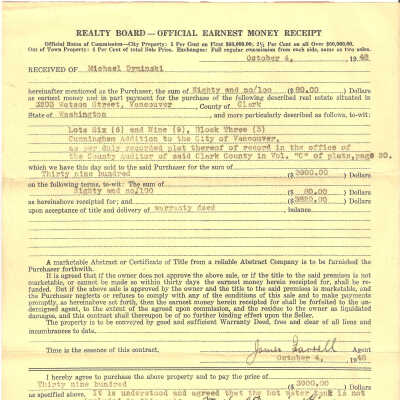 REALTY BOARD—OFFICIAL EARNEST MONEY RECEIPT
Official Rates of Commission—City Property: 5 Per Cent on First $50,000.00; 2½ Per Cent on all Over $50,000.00.
Out of Town Property: 5 Per Cent of total Sale Price. Exchanges: Full regular commission from each side, same as two sales.
October 4, 1948
RECEIVED OF Michael Dyminski
hereinafter mentioned as the Purchaser, the sum of Eighty and no/100 ($ 80.00) Dollars
as earnest money and in part payment for the purchase of the following described real estate situated in
Watson Street, Vancouver County of Clark
State of Washington, and more particularly described as follows, to-wit:
Lots Six (6) and Nine (9), Block Three (3)
Cunningham Addition to the City of Vancouver,
as per duly recorded plat thereof of record in the office of
the County Auditor of said Clark County in Vol. "C" of plats, page 30.
which we have this day sold to the said Purchaser for the sum of
Thirty nine hundred ($ 3900.00) Dollars
on the following terms, to-wit: The sum of
Eighty and no/100 ($ 80.00) Dollars
as hereinabove receipted for; and ($ 3820.00) Dollars
upon acceptance of title and delivery of warranty deed, balance
A marketable Abstract or Certificate of Title from a reliable Abstract Company is to be furnished the
Purchaser forthwith.
It is agreed that if the owner does not approve the above sale, or if the title to the said premises is not
marketable, or cannot be made so within thirty days the earnest money herein receipted for, shall be re-
funded. But if the above sale is approved by the owner and the title to the said premises is marketable, and
the Purchaser neglects or refuses to comply with any of the conditions of this sale and to make payments
promptly, as hereinabove set forth, then the earnest money herein receipted for shall be forfeited to the un-
designed agent, to the extent of the agreed upon commission, and the residue to the owner as liquidated
damages, and this contract shall thereupon be of no further binding effect upon the Seller.
The property is to be conveyed by good and sufficient Warranty Deed, free and clear of all liens and
incumbrances to date.
Time is the essence of this contract. James Agent
October 4, 1948
I hereby agree to purchase the above property and to pay the price of
Thirty nine hundred ($ 3900.00) Dollars
as specified above. It is understood and agreed that the hot water tank is not